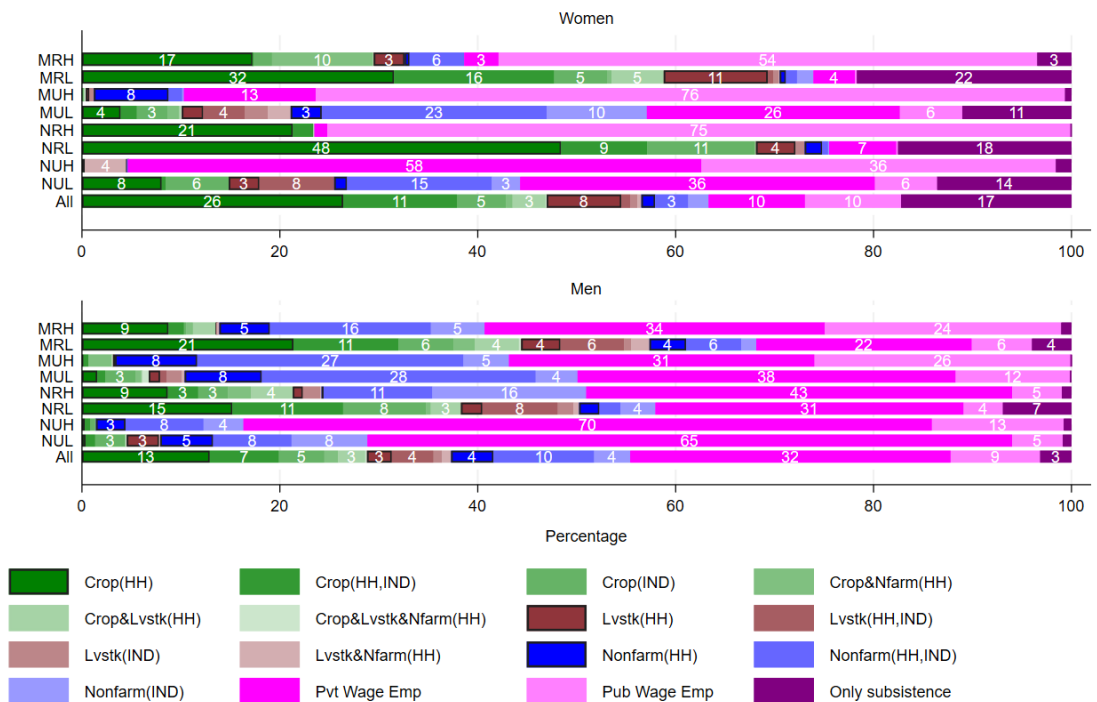 Women
MRH 17 10 3 6 3 54 3
MRL 32 16 5 5 11 4 22
MUH 8 13 76
MUL 4 3 4 3 23 10 26 6 11
NRH 21 75
NRL 48 9 11 4 7 18
NUH 4 58 36
NUL 8 6 3 8 15 3 36 6 14
All 26 11 5 3 8 3 10 10 17
0 20 40 60 80 100
Men
MRH 9 5 16 5 34 24
MRL 21 11 6 4 4 6 4 6 22 6 4
MUH 8 27 5 31 26
MUL 3 8 28 4 38 12
NRH 9 3 3 4 11 16 43 5
NRL 15 11 8 3 8 4 31 4 7
NUH 3 8 4 70 13
NUL 3 3 5 8 8 65 5
All 13 7 5 3 3 4 4 10 4 32 9 3
0 20 40 60 80 100
Percentage
Crop(HH) Crop(HH,IND) Crop(IND) Crop&Nfarm(HH)
Crop&Lvstk(HH) Crop&Lvstk&Nfarm(HH) Lvstk(HH) Lvstk(HH,IND)
Lvstk(IND) Lvstk&Nfarm(HH) Nonfarm(HH) Nonfarm(HH,IND)
Nonfarm(IND) Pvt Wage Emp Pub Wage Emp Only subsistence